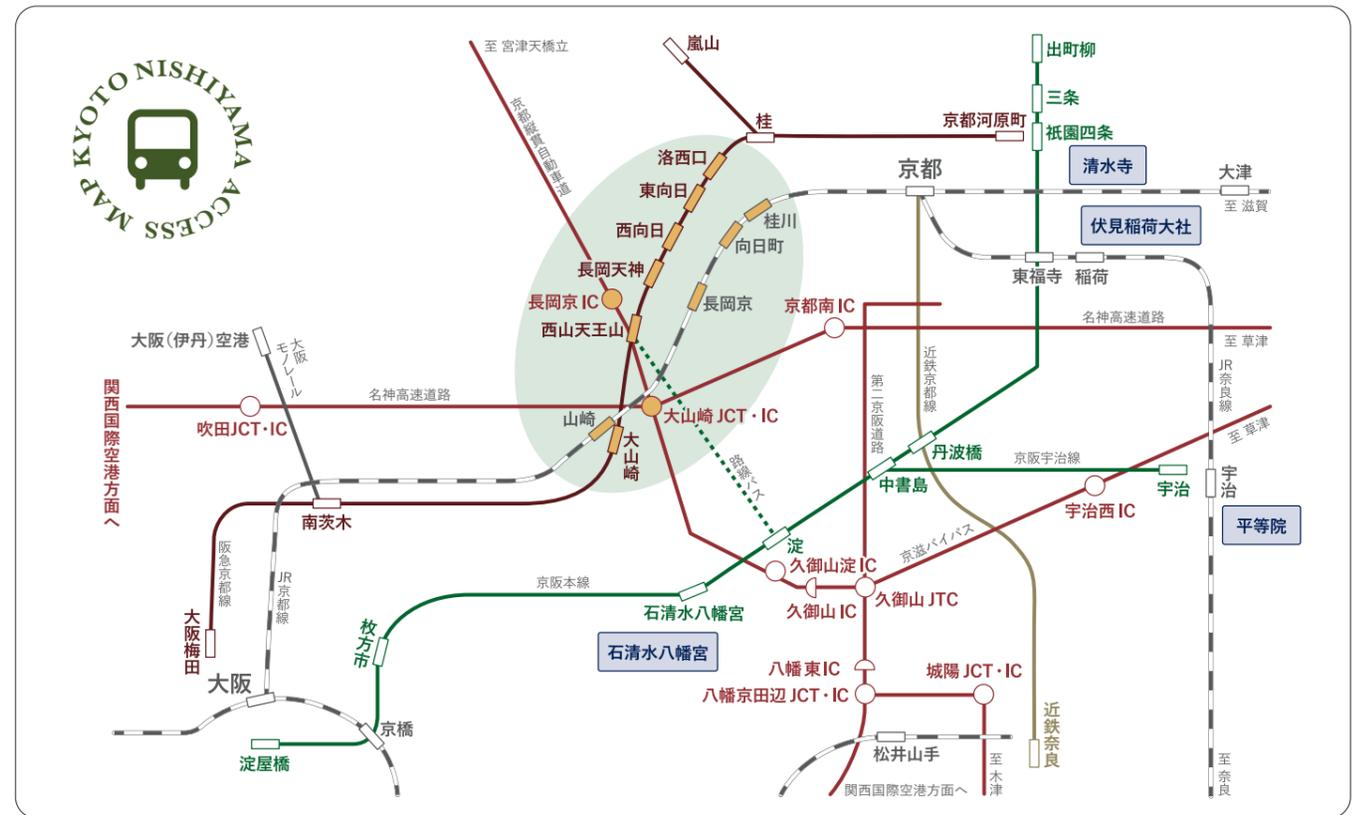 KYOTO NISHIYAMA ACCESS MAP
至 宮津天橋立
京都縦貫自動車道
嵐山
桂
京都河原町
出町柳
三条
祇園四条
清水寺
洛西口
東向日
西向日
長岡天神
長岡京 IC
西山天王山
桂川
向日町
長岡京
京都
大津
至 滋賀
伏見稲荷大社
東福寺
稲荷
京都南 IC
名神高速道路
至 草津
大阪(伊丹)空港
大阪モノレール
関西国際空港方面へ
名神高速道路
吹田JCT・IC
山崎
大山崎 JCT・IC
大山崎
路線バス
第二京阪道路
近鉄京都線
JR奈良線
至 草津
丹波橋
中書島
京阪宇治線
宇治
宇治
宇治西 IC
平等院
南茨木
阪急京都線
JR京都線
大阪梅田
大阪
京阪本線
枚方市
京橋
淀屋橋
淀
石清水八幡宮
石清水八幡宮
久御山淀 IC
久御山 IC
久御山 JTC
京滋バイパス
八幡東 IC
八幡京田辺 JCT・IC
城陽 JCT・IC
近鉄奈良
松井山手
至 木津
関西国際空港方面へ
至 奈良